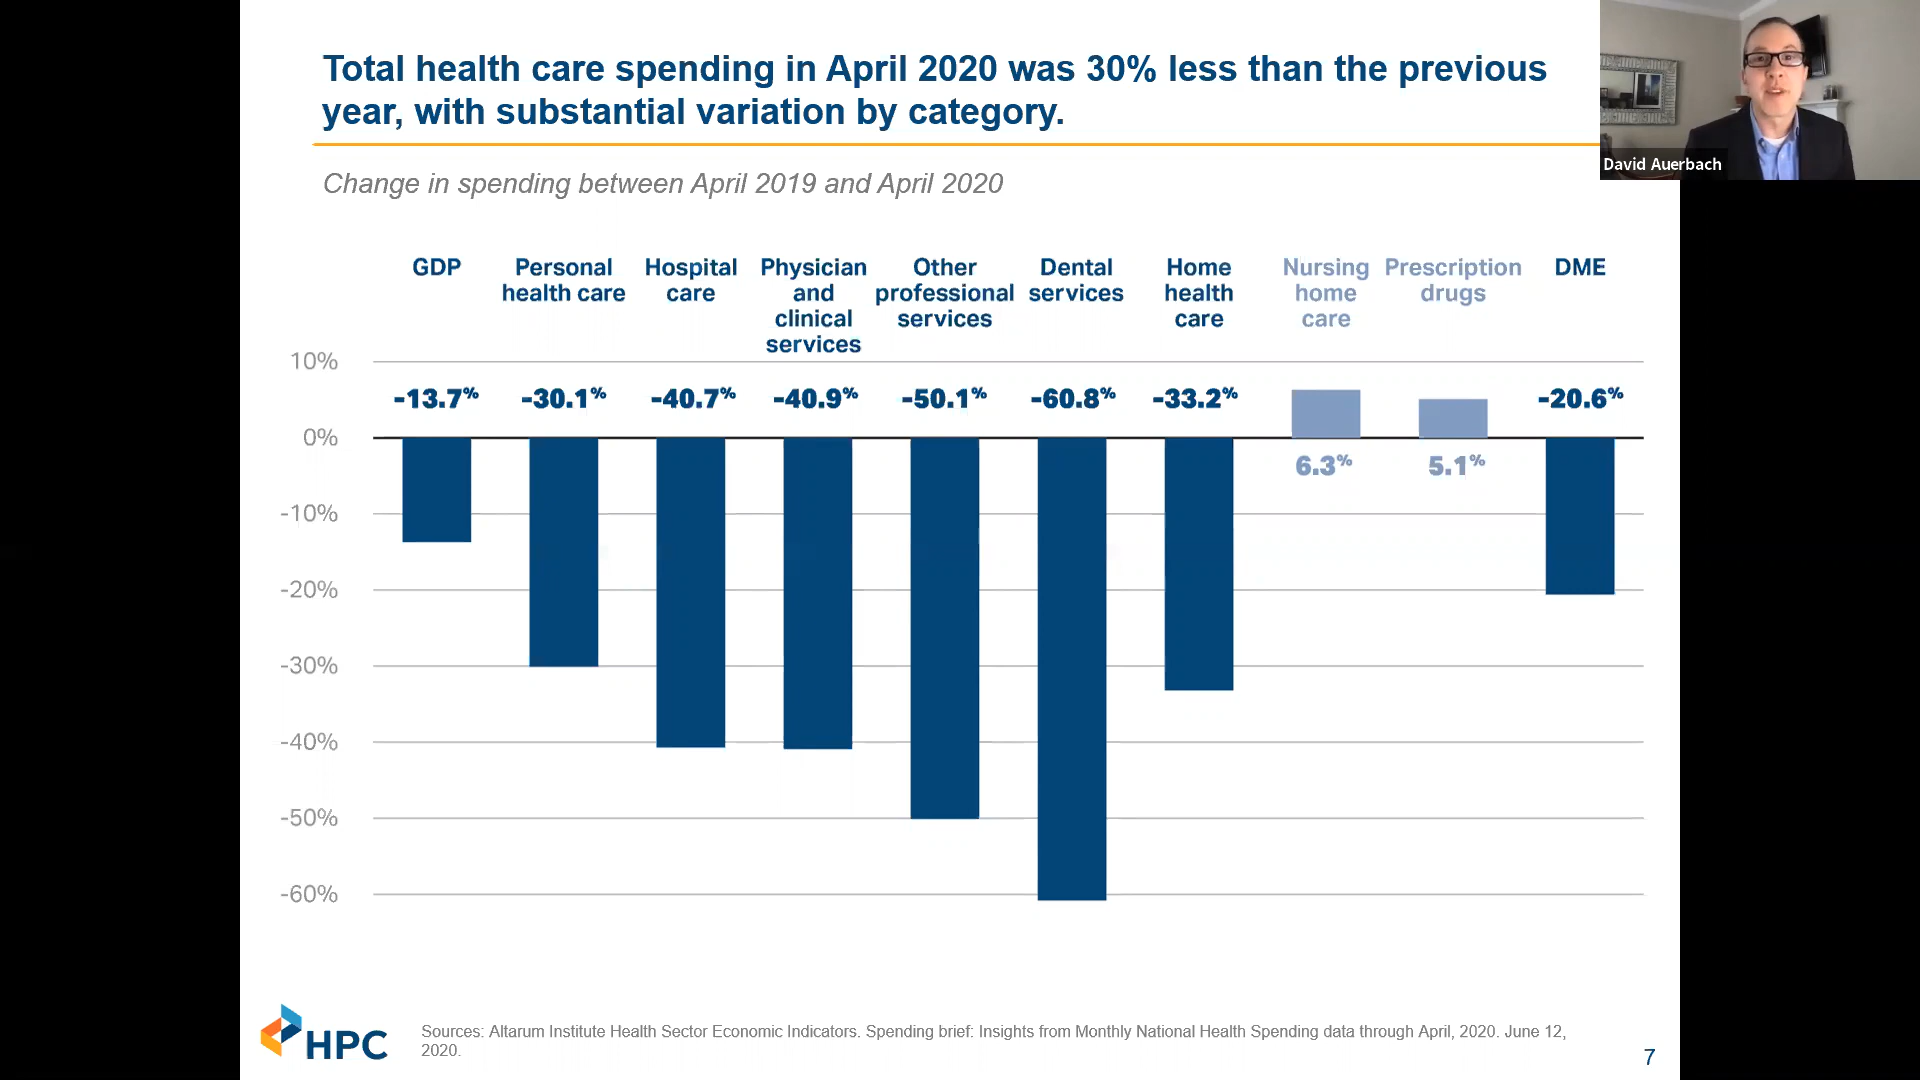 Total health care spending in April 2020 was 30% less than the previous
year, with substantial variation by category.
David Auerbach
Change in spending between April 2019 and April 2020
GDP
Personal
health care
Hospital
care
Physician
and
clinical
services
Other
professional
services
Dental
services
Home
health
care
Nursing
home
care
Prescription
drugs
DME
10%
-13.7%
-30.1%
-40.7%
-40.9%
-50.1%
-60.8%
-33.2%
-20.6%
0%
6.3%
5.1%
-10%
-20%
-30%
-40%
-50%
-60%
HPC
Sources: Altarum Institute Health Sector Economic Indicators. Spending brief: Insights from Monthly National Health Spending data through April, 2020. June 12,
2020.
7